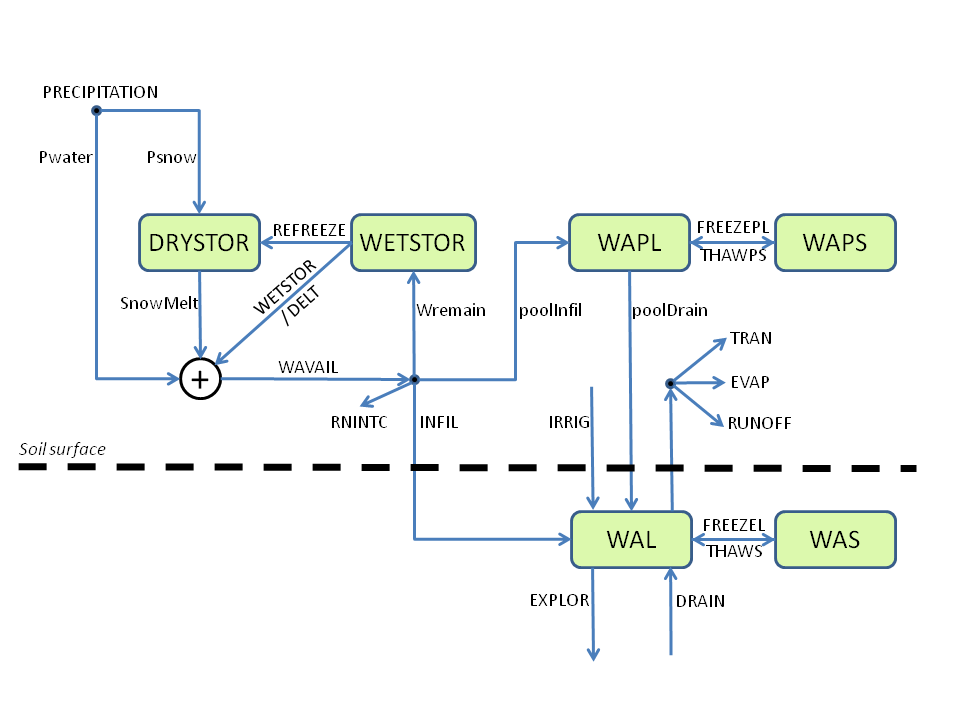 PRECIPITATION
Pwater
Psnow
DRYSTOR
REFREEZE
WETSTOR
WAPL
FREEZEPL
THAWPS
WAPS
SnowMelt
WETSTOR
/ DELT
Wremain
poolInfil
poolDrain
TRAN
+
WAVAIL
EVAP
RNINTC
INFIL
IRRIG
RUNOFF
Soil surface
WAL
FREEZEL
THAWS
WAS
EXPLOR
DRAIN